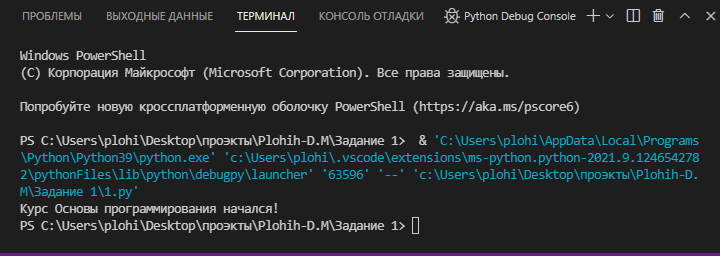 ПРОБЛЕМЫ ВЫХОДНЫЕ ДАННЫЕ ТЕРМИНАЛ КОНСОЛЬ ОТЛАДКИ Python Debug Console
Windows PowerShell
(C) Корпорация Майкрософт (Microsoft Corporation). Все права защищены.
Попробуйте новую кроссплатформенную оболочку PowerShell (https://aka.ms/pscore6)
PS C:\Users\plohi\Desktop\проэкты\Plohih-D.M\Задание 1>  & 'C:\Users\plohi\AppData\Local\Programs
\Python\Python39\python.exe' 'c:\Users\plohi\.vscode\extensions\ms-python.python-2021.9.124654278
2\pythonFiles\lib\python\debugpy\launcher' '63596' '--' 'c:\Users\plohi\Desktop\проэкты\Plohih-D.
M\Задание 1\1.py'
Курс Основы программирования начался!
PS C:\Users\plohi\Desktop\проэкты\Plohih-D.M\Задание 1>